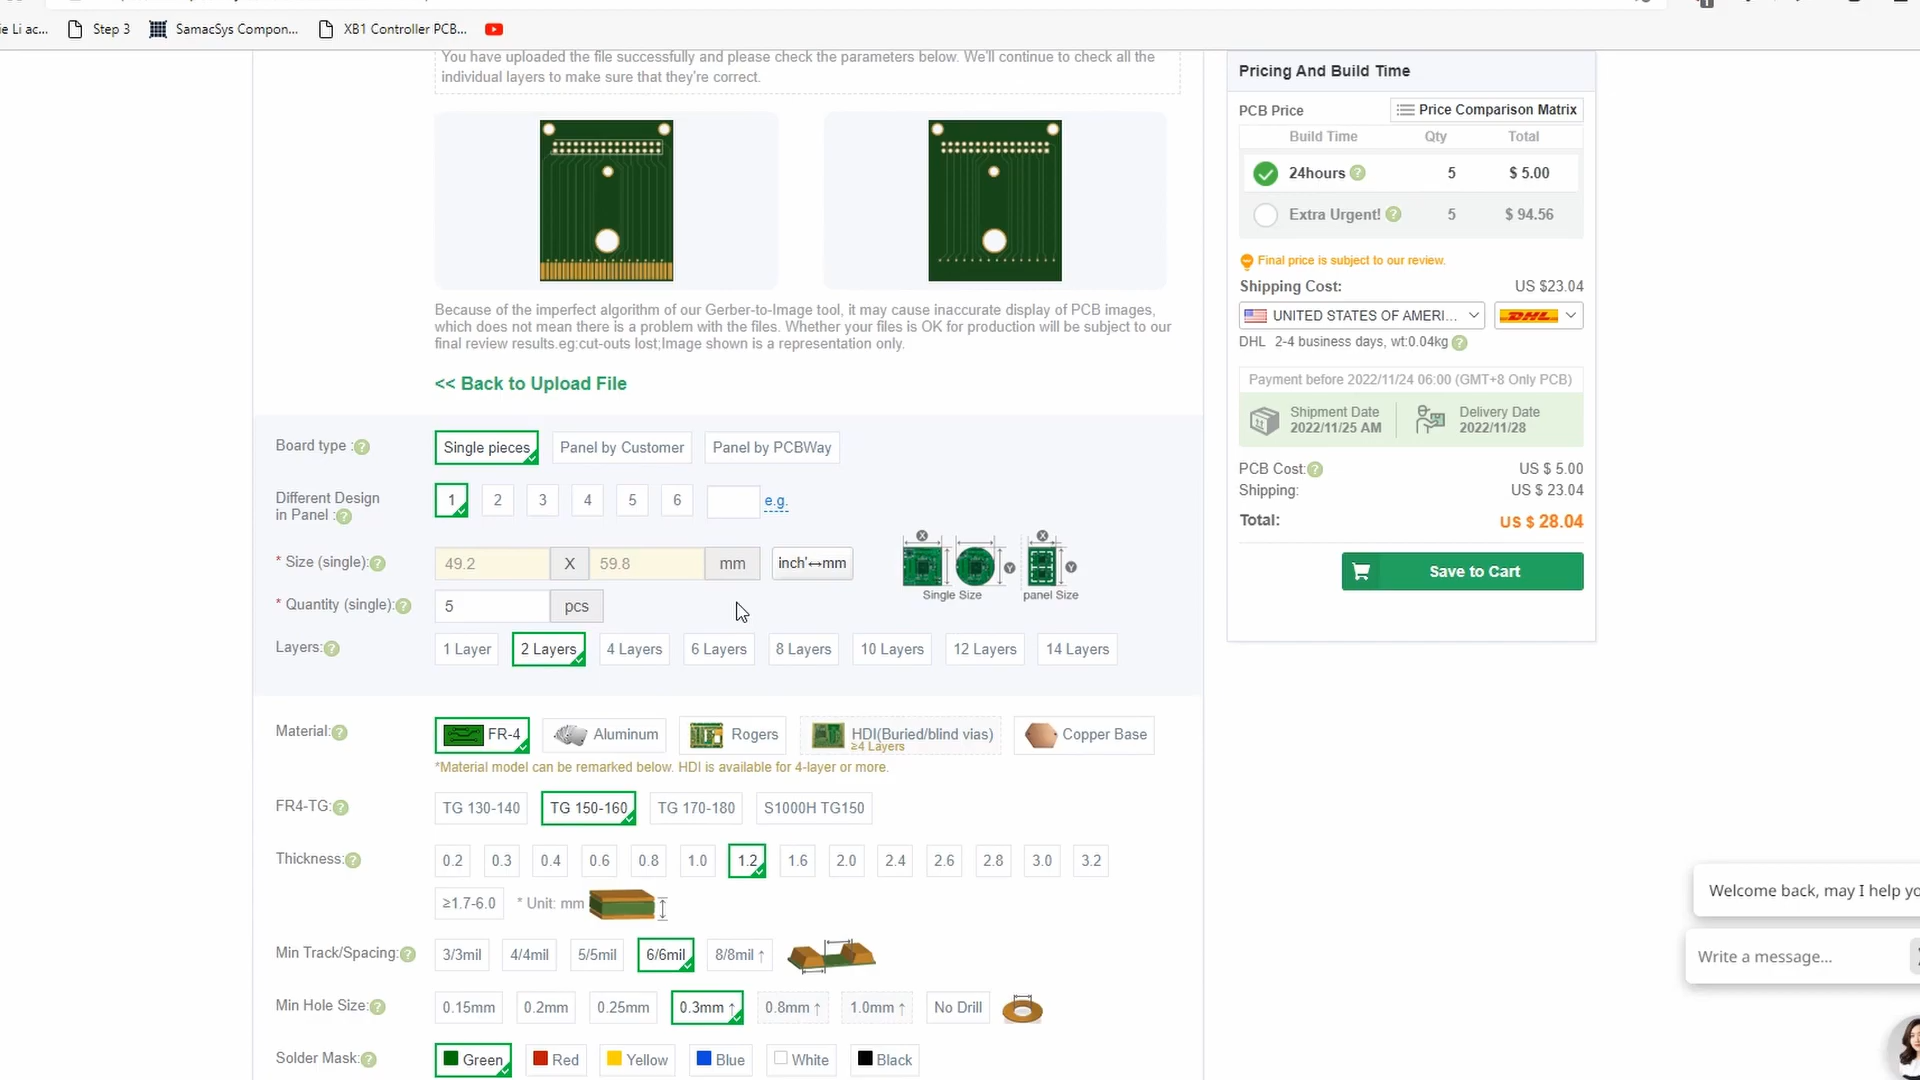 ie Li ac...
Step 3
SamacSys Compon...
XB1 Controller PCB...
You have uploaded the file successfully and please check the parameters below. We'll continue to check all the
individual layers to make sure that they're correct.
Because of the imperfect algorithm of our Gerber-to-Image tool, it may cause inaccurate display of PCB images,
which does not mean there is a problem with the files. Whether your files is OK for production will be subject to our
final review results.eg:cut-outs lost;Image shown is a representation only.
<< Back to Upload File
Board type : Single pieces Panel by Customer Panel by PCBWay
Different Design
in Panel : 1 2 3 4 5 6 e.g.
* Size (single): 49.2 X 59.8 mm inch'↔mm
X X
Y Y
Single Size panel Size
* Quantity (single): 5 pcs
Layers: 1 Layer 2 Layers 4 Layers 6 Layers 8 Layers 10 Layers 12 Layers 14 Layers
Material: FR-4 Aluminum Rogers HDI(Buried/blind vias) Copper Base
≥4 Layers
*Material model can be remarked below. HDI is available for 4-layer or more.
FR4-TG: TG 130-140 TG 150-160 TG 170-180 S1000H TG150
Thickness: 0.2 0.3 0.4 0.6 0.8 1.0 1.2 1.6 2.0 2.4 2.6 2.8 3.0 3.2
≥1.7-6.0 * Unit: mm
Min Track/Spacing: 3/3mil 4/4mil 5/5mil 6/6mil 8/8mil ↑
Min Hole Size: 0.15mm 0.2mm 0.25mm 0.3mm ↑ 0.8mm ↑ 1.0mm ↑ No Drill
Solder Mask: Green Red Yellow Blue White Black
Pricing And Build Time
PCB Price Price Comparison Matrix
Build Time Qty Total
24hours 5 $ 5.00
Extra Urgent! 5 $ 94.56
Final price is subject to our review.
Shipping Cost: US $23.04
UNITED STATES OF AMERI... DHL
DHL 2-4 business days, wt:0.04kg
Payment before 2022/11/24 06:00 (GMT+8 Only PCB)
Shipment Date
2022/11/25 AM
Delivery Date
2022/11/28
PCB Cost: US $ 5.00
Shipping: US $ 23.04
Total: US $ 28.04
Save to Cart
Welcome back, may I help yo
Write a message...